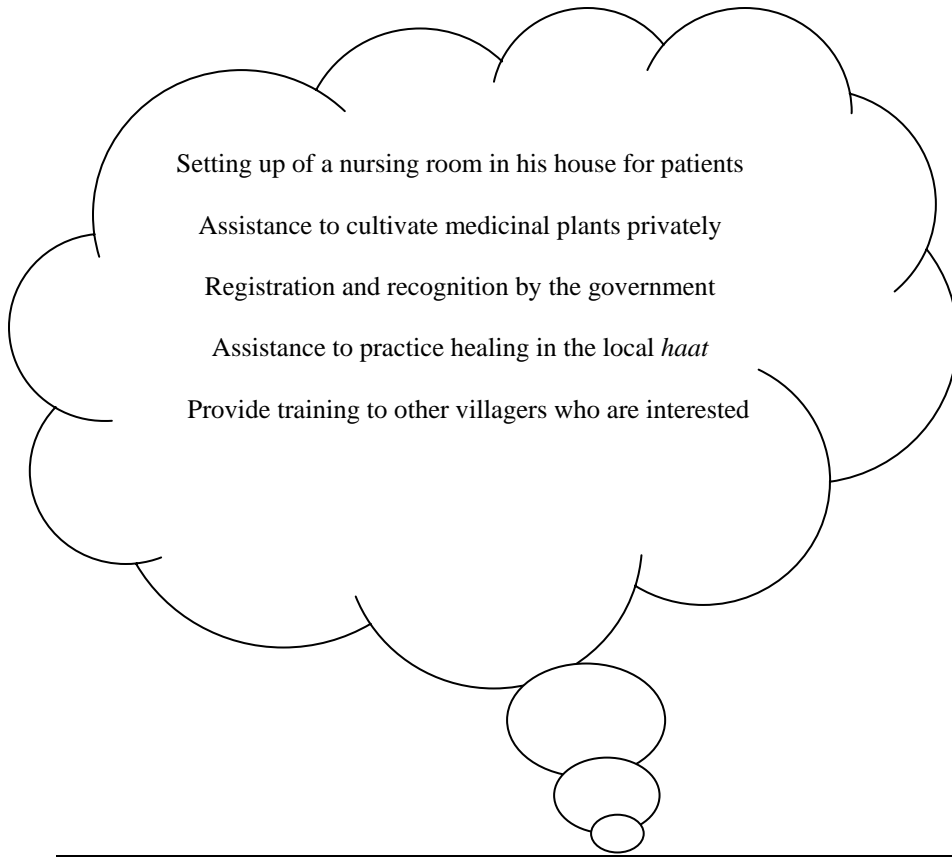 Setting up of a nursing room in his house for patients
Assistance to cultivate medicinal plants privately
Registration and recognition by the government
Assistance to practice healing in the local haat
Provide training to other villagers who are interested